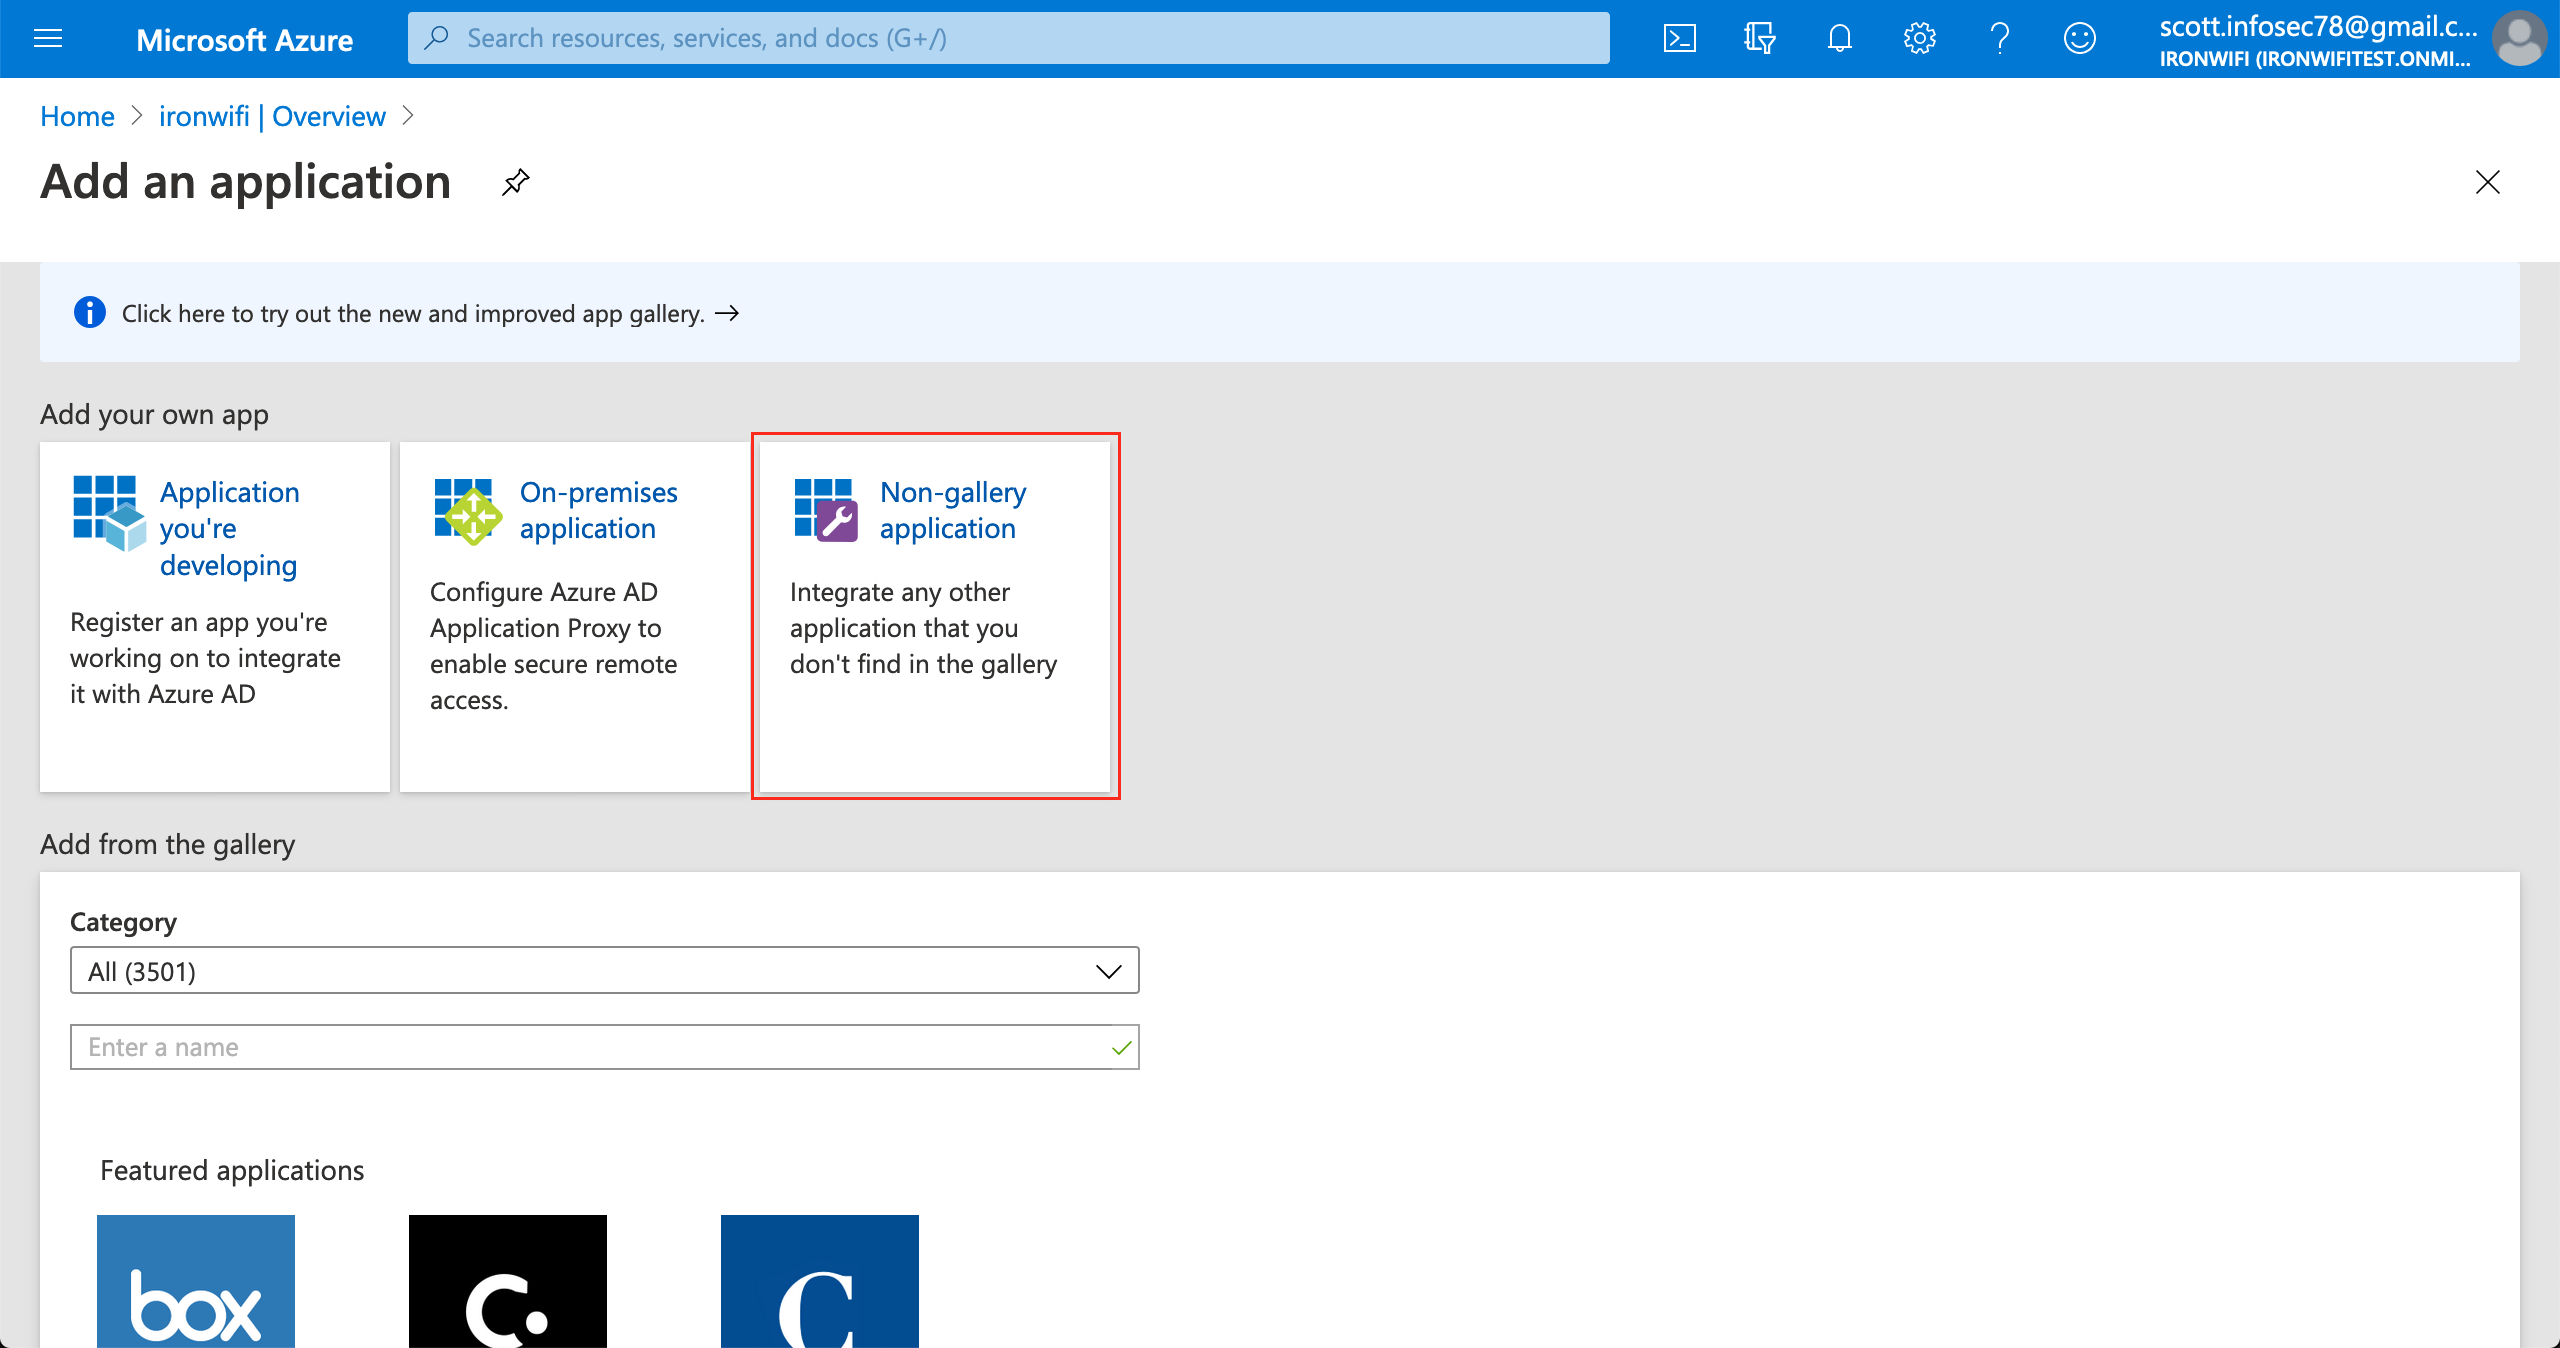 Microsoft Azure
Search resources, services, and docs (G+/)
scott.infosec78@gmail.c...
IRONWIFI (IRONWIFITEST.ONMI...
Home > ironwifi | Overview >
Add an application
Click here to try out the new and improved app gallery. →
Add your own app
Application
you're
developing
Register an app you're
working on to integrate
it with Azure AD
On-premises
application
Configure Azure AD
Application Proxy to
enable secure remote
access.
Non-gallery
application
Integrate any other
application that you
don't find in the gallery
Add from the gallery
Category
All (3501)
Enter a name
Featured applications
box
C.
C